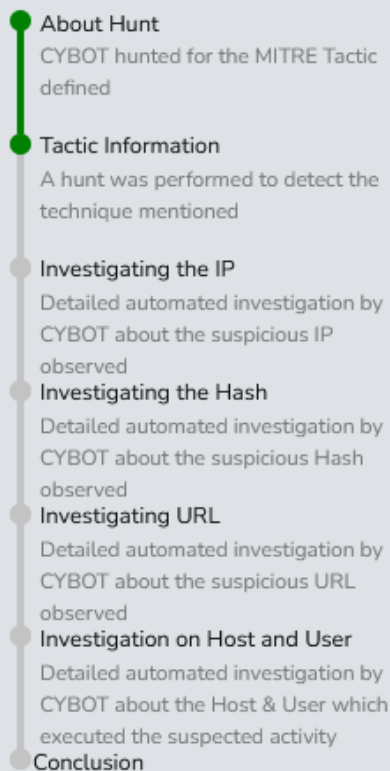 About Hunt
CYBOT hunted for the MITRE Tactic
defined
Tactic Information
A hunt was performed to detect the
technique mentioned
Investigating the IP
Detailed automated investigation by
CYBOT about the suspicious IP
observed
Investigating the Hash
Detailed automated investigation by
CYBOT about the suspicious Hash
observed
Investigating URL
Detailed automated investigation by
CYBOT about the suspicious URL
observed
Investigation on Host and User
Detailed automated investigation by
CYBOT about the Host & User which
executed the suspected activity
Conclusion